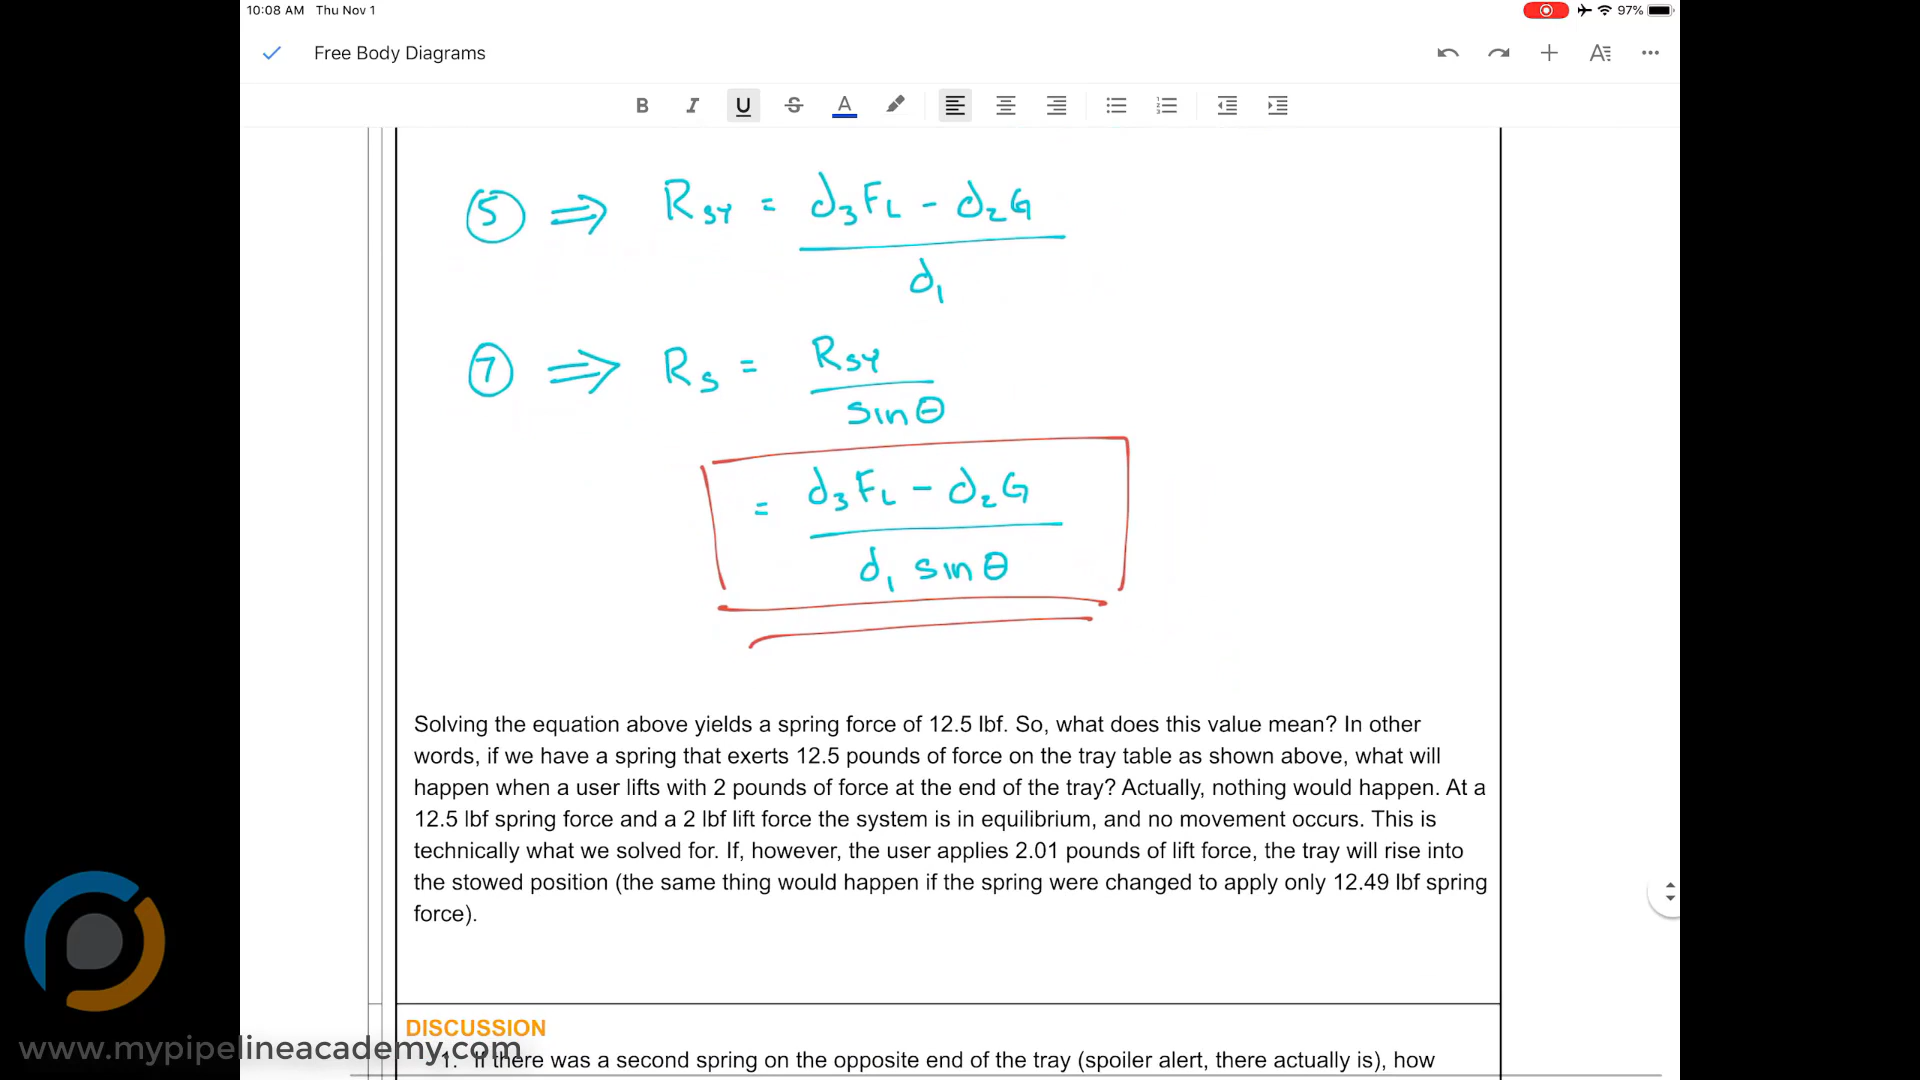 10:08 AM Thu Nov 1
97%
Free Body Diagrams
B I U S A
5 ⇒ R_SY = (d₃F_L - d₂G) / d₁
7 ⇒ R_S = R_SY / sin θ
= (d₃F_L - d₂G) / (d₁ sin θ)
Solving the equation above yields a spring force of 12.5 lbf. So, what does this value mean? In other
words, if we have a spring that exerts 12.5 pounds of force on the tray table as shown above, what will
happen when a user lifts with 2 pounds of force at the end of the tray? Actually, nothing would happen. At a
12.5 lbf spring force and a 2 lbf lift force the system is in equilibrium, and no movement occurs. This is
technically what we solved for. If, however, the user applies 2.01 pounds of lift force, the tray will rise into
the stowed position (the same thing would happen if the spring were changed to apply only 12.49 lbf spring
force).
DISCUSSION
1. If there was a second spring on the opposite end of the tray (spoiler alert, there actually is), how
www.mypipelineacademy.com